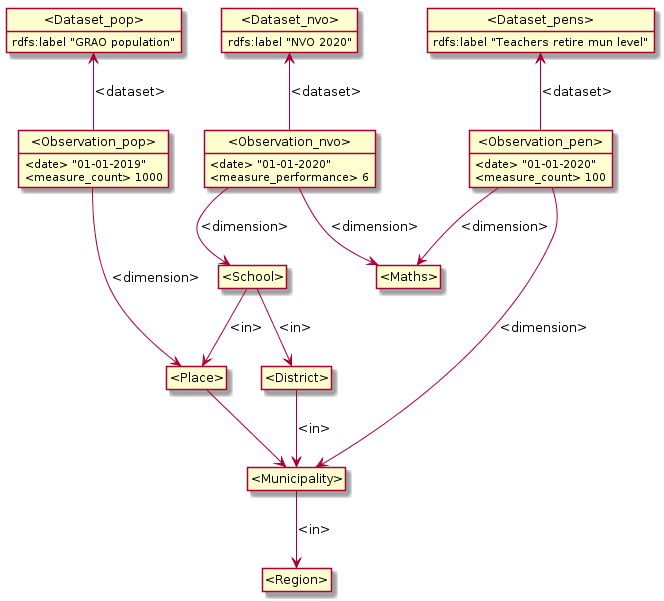 <Dataset_pop>
rdfs:label "GRAO population"
<Dataset_nvo>
rdfs:label "NVO 2020"
<Dataset_pens>
rdfs:label "Teachers retire mun level"
<dataset>
<dataset>
<dataset>
<Observation_pop>
<date> "01-01-2019"
<measure_count> 1000
<Observation_nvo>
<date> "01-01-2020"
<measure_performance> 6
<Observation_pen>
<date> "01-01-2020"
<measure_count> 100
<dimension>
<dimension>
<dimension>
<dimension>
<School>
<Maths>
<in>
<in>
<dimension>
<Place>
<District>
<in>
<Municipality>
<in>
<Region>